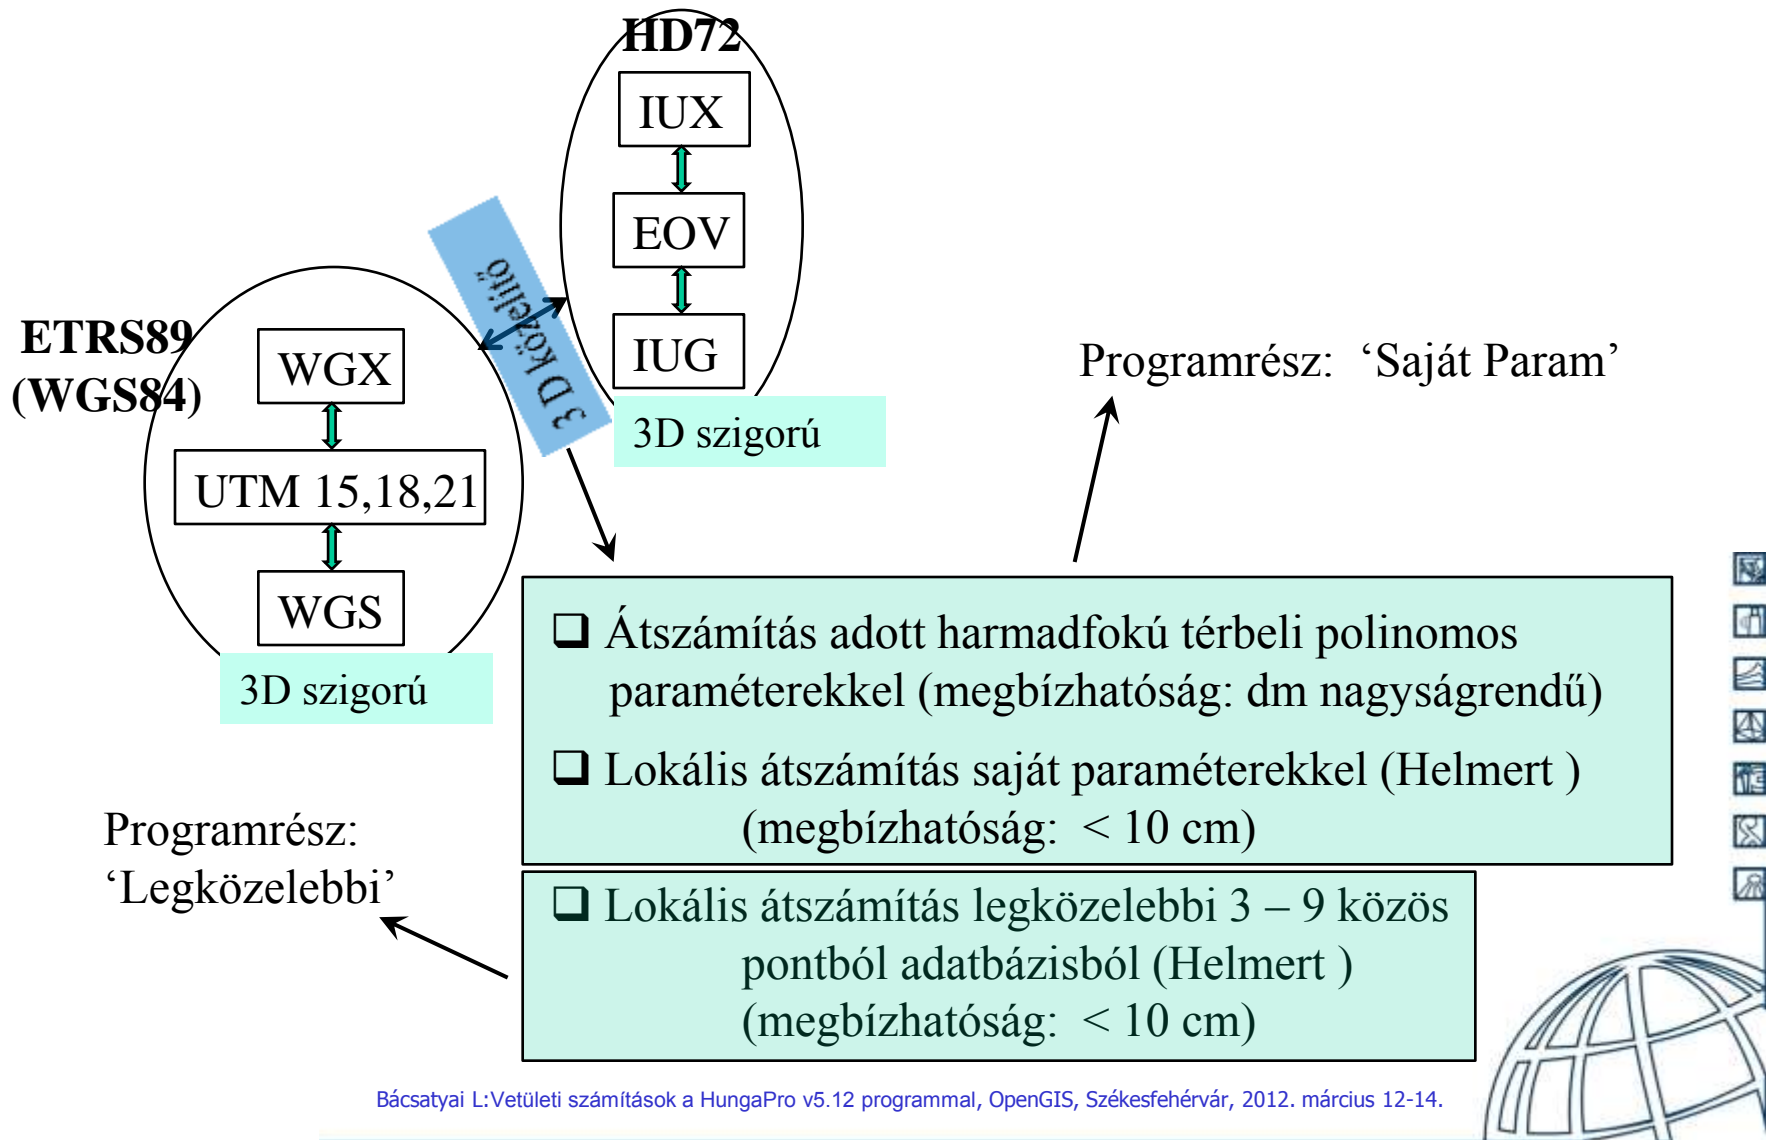 HD72
IUX
EOV
IUG
3D szigorú
3 D közelítő
ETRS89
(WGS84)
WGX
UTM 15,18,21
WGS
3D szigorú
Programrész: ‘Saját Param’
❑ Átszámítás adott harmadfokú térbeli polinomos
paraméterekkel (megbízhatóság: dm nagyságrendű)
❑ Lokális átszámítás saját paraméterekkel (Helmert )
(megbízhatóság: < 10 cm)
Programrész:
‘Legközelebbi’
❑ Lokális átszámítás legközelebbi 3 – 9 közös
pontból adatbázisból (Helmert )
(megbízhatóság: < 10 cm)
Bácsatyai L:Vetületi számítások a HungaPro v5.12 programmal, OpenGIS, Székesfehérvár, 2012. március 12-14.